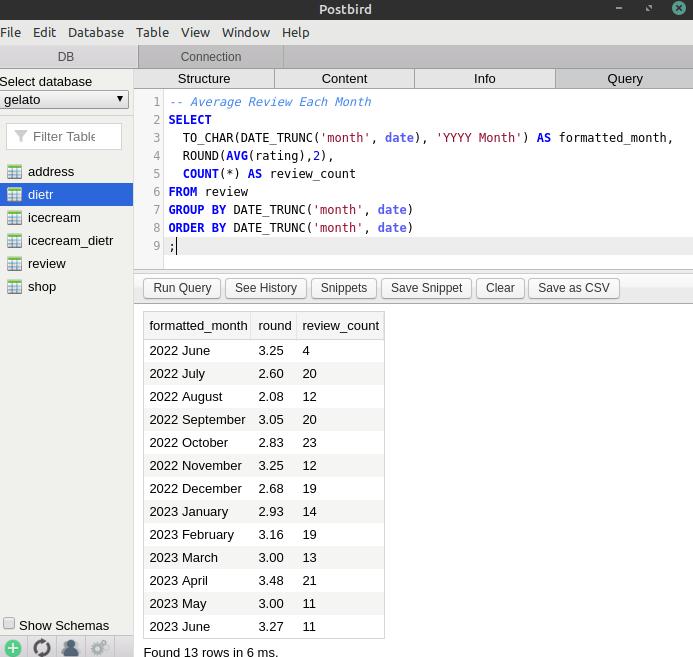 Postbird
File Edit Database Table View Window Help
DB Connection
Select database
gelato
Filter Table
address
dietr
icecream
icecream_dietr
review
shop
Show Schemas
Structure Content Info Query
1 -- Average Review Each Month
2 SELECT
3 TO_CHAR(DATE_TRUNC('month', date), 'YYYY Month') AS formatted_month,
4 ROUND(AVG(rating),2),
5 COUNT(*) AS review_count
6 FROM review
7 GROUP BY DATE_TRUNC('month', date)
8 ORDER BY DATE_TRUNC('month', date)
9 ;
Run Query See History Snippets Save Snippet Clear Save as CSV
formatted_month round review_count
2022 June 3.25 4
2022 July 2.60 20
2022 August 2.08 12
2022 September 3.05 20
2022 October 2.83 23
2022 November 3.25 12
2022 December 2.68 19
2023 January 2.93 14
2023 February 3.16 19
2023 March 3.00 13
2023 April 3.48 21
2023 May 3.00 11
2023 June 3.27 11
Found 13 rows in 6 ms.